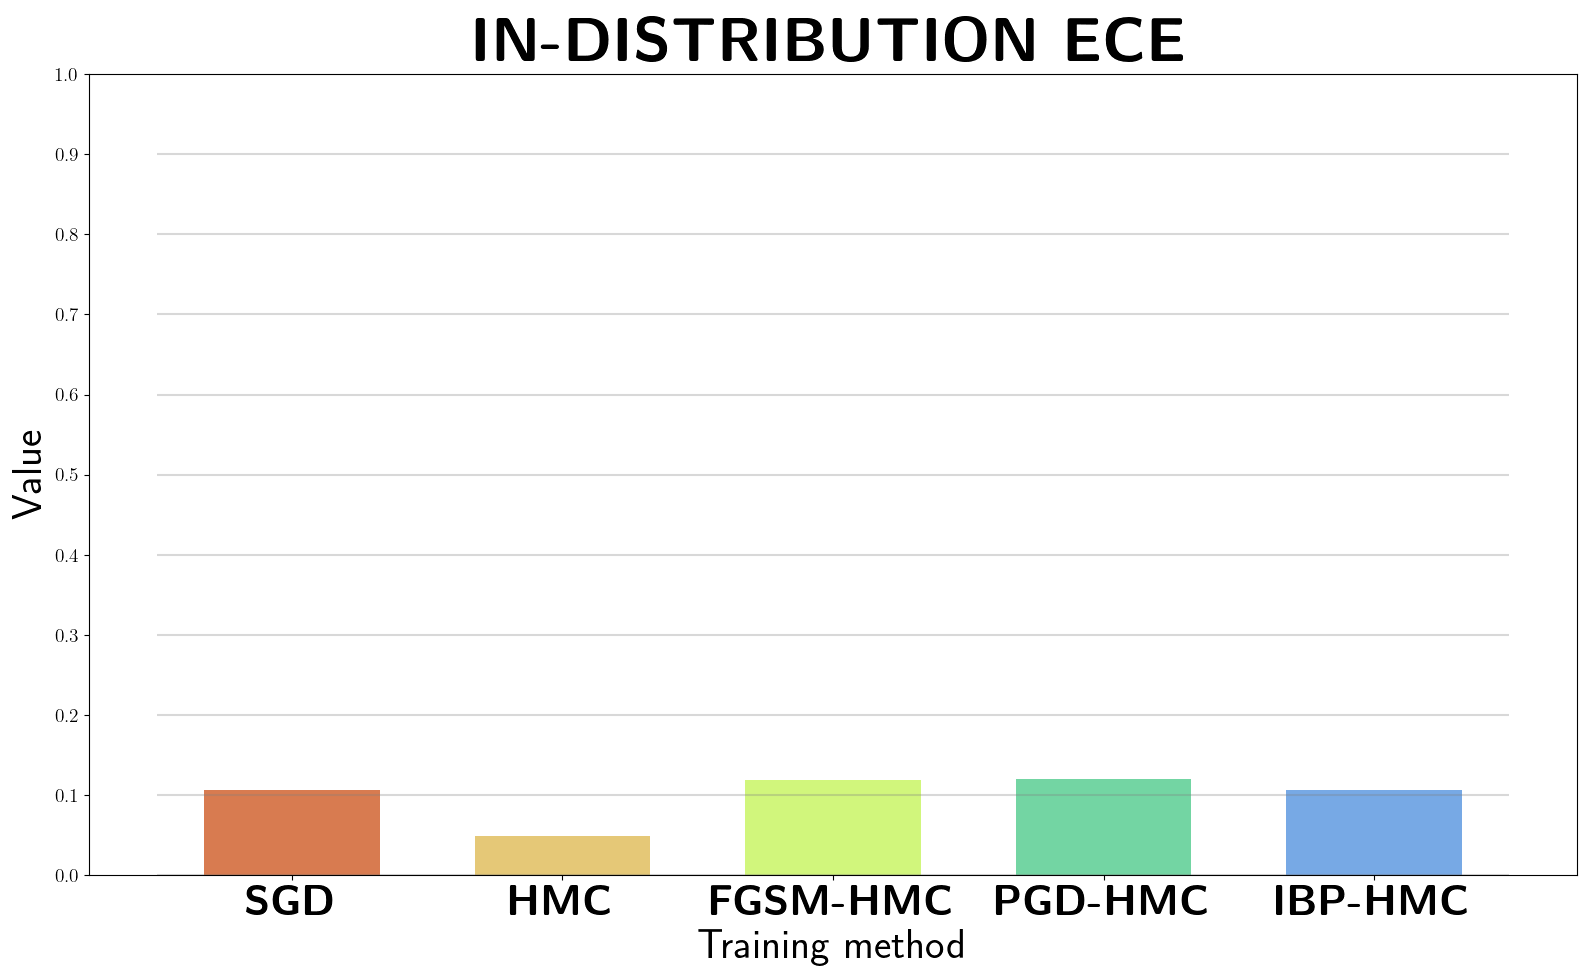 IN-DISTRIBUTION ECE
1.0
0.9
0.8
0.7
0.6
0.5
0.4
0.3
0.2
0.1
0.0
Value
SGD HMC FGSM-HMC PGD-HMC IBP-HMC
Training method